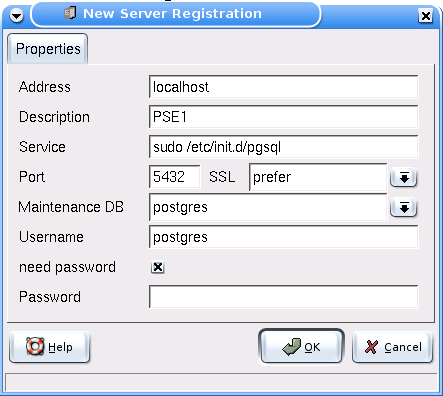 New Server Registration
Properties
Address localhost
Description PSE1
Service sudo /etc/init.d/pgsql
Port 5432 SSL prefer
Maintenance DB postgres
Username postgres
need password
Password
Help OK Cancel